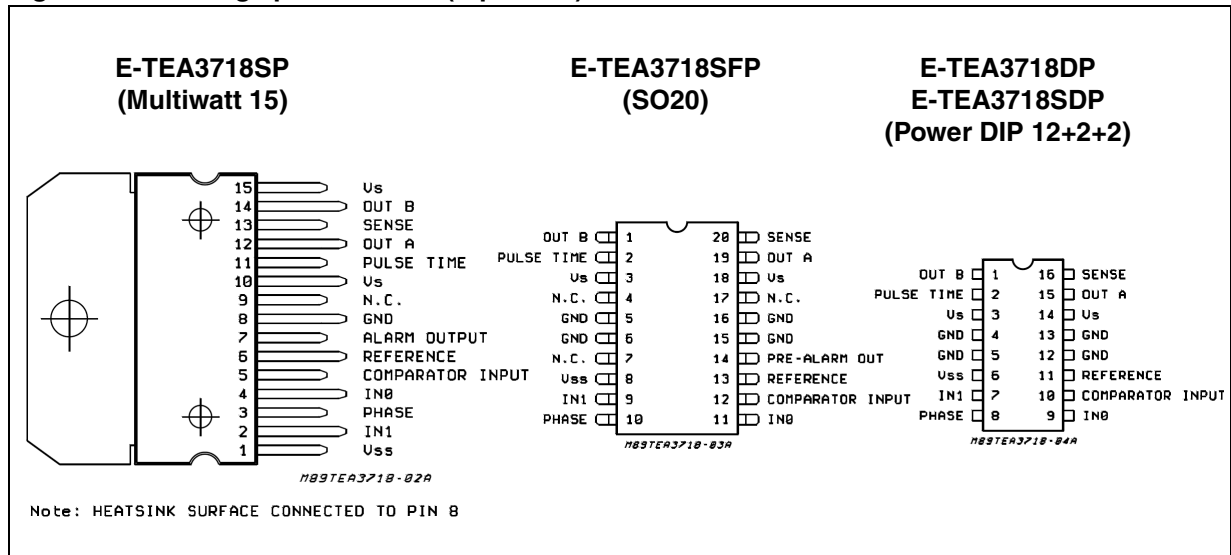 E-TEA3718SP
(Multiwatt 15)
15 Vs
14 OUT B
13 SENSE
12 OUT A
11 PULSE TIME
10 Vs
9 N.C.
8 GND
7 ALARM OUTPUT
6 REFERENCE
5 COMPARATOR INPUT
4 IN0
3 PHASE
2 IN1
1 Vss
M89TEA3718-02A
Note: HEATSINK SURFACE CONNECTED TO PIN 8
E-TEA3718SFP
(SO20)
OUT B 1 20 SENSE
PULSE TIME 2 19 OUT A
Vs 3 18 Vs
N.C. 4 17 N.C.
GND 5 16 GND
GND 6 15 GND
N.C. 7 14 PRE-ALARM OUT
Vss 8 13 REFERENCE
IN1 9 12 COMPARATOR INPUT
PHASE 10 11 IN0
M89TEA3718-03A
E-TEA3718DP
E-TEA3718SDP
(Power DIP 12+2+2)
OUT B 1 16 SENSE
PULSE TIME 2 15 OUT A
Vs 3 14 Vs
GND 4 13 GND
GND 5 12 GND
Vss 6 11 REFERENCE
IN1 7 10 COMPARATOR INPUT
PHASE 8 9 IN0
M89TEA3718-04A